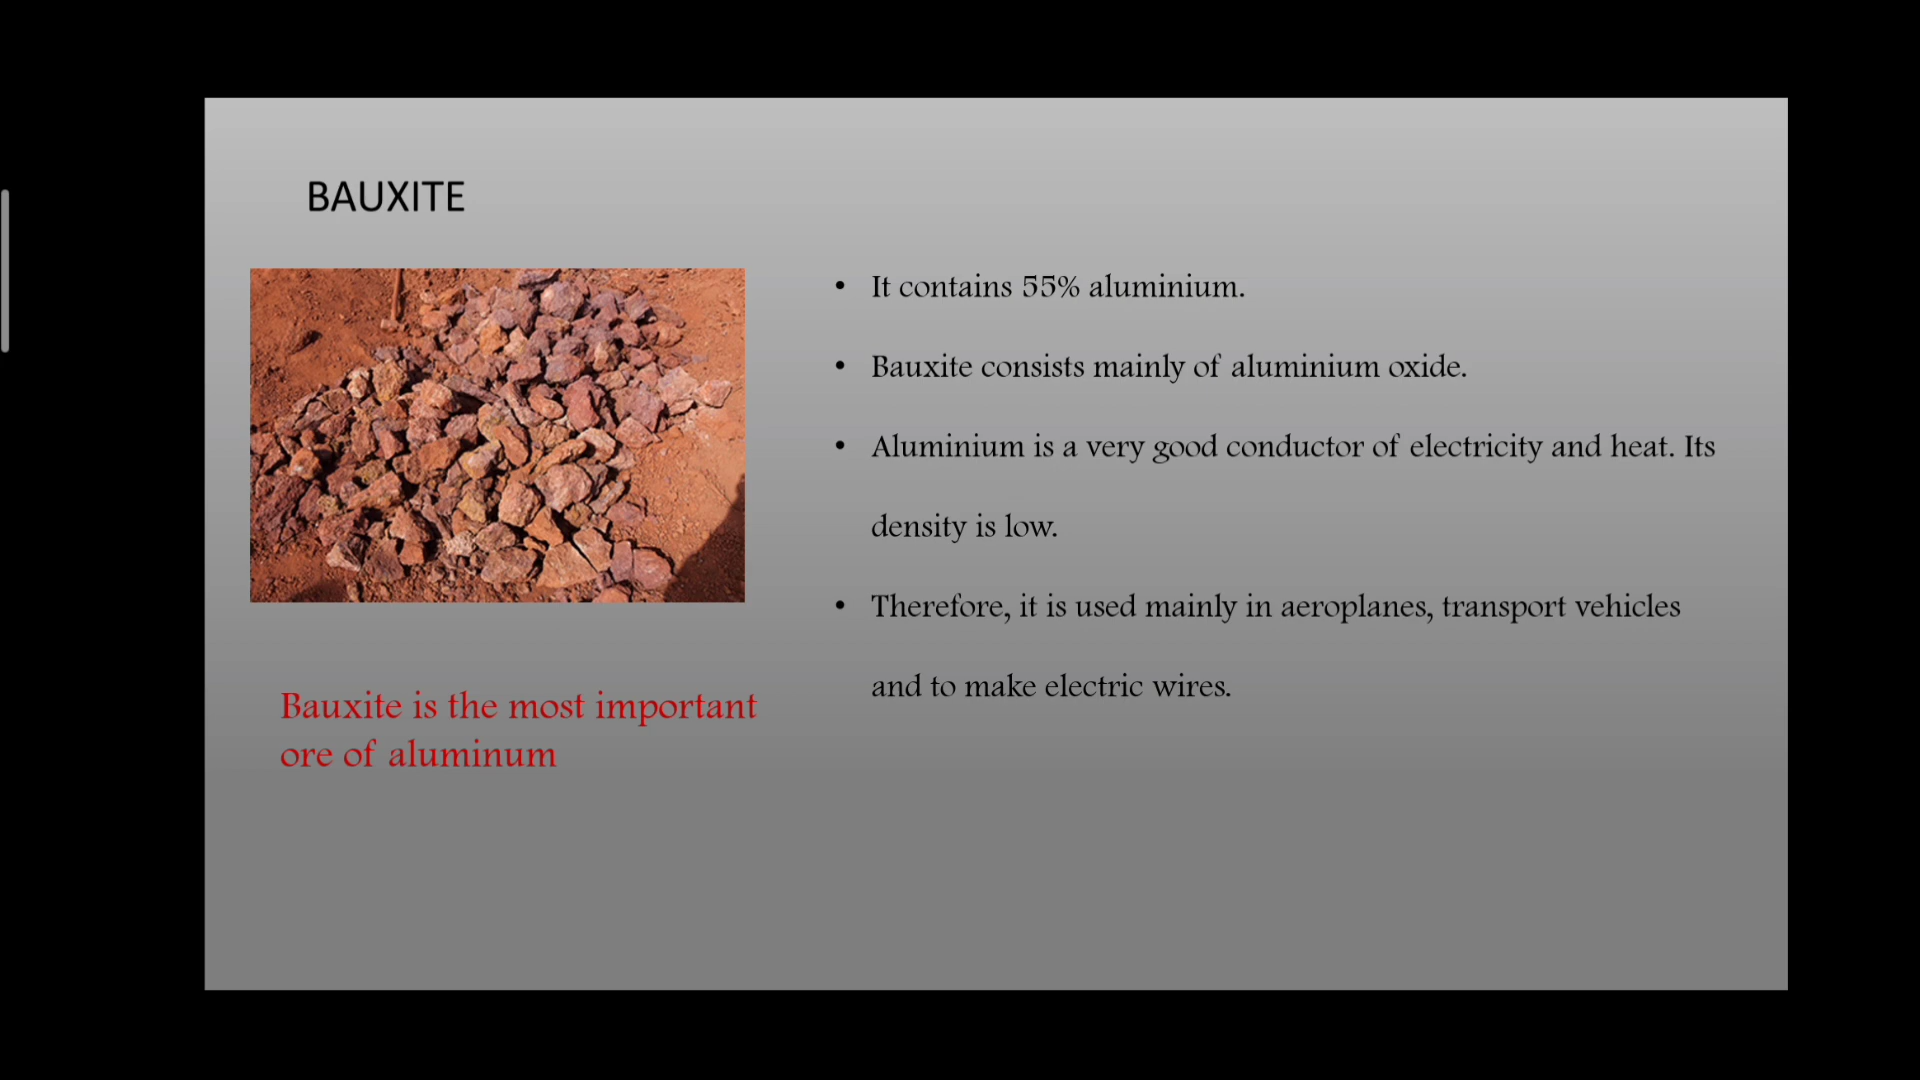 BAUXITE
• It contains 55% aluminium.
• Bauxite consists mainly of aluminium oxide.
• Aluminium is a very good conductor of electricity and heat. Its
density is low.
• Therefore, it is used mainly in aeroplanes, transport vehicles
and to make electric wires.
Bauxite is the most important
ore of aluminum